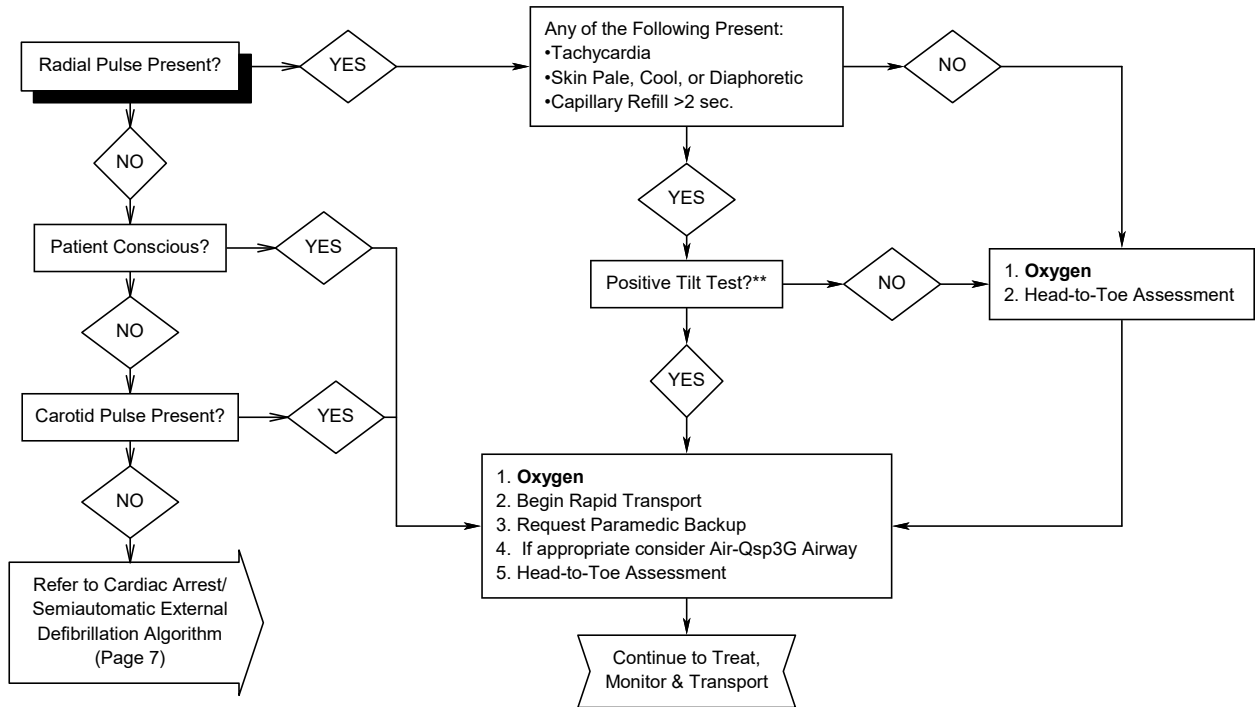 Radial Pulse Present?
YES
Any of the Following Present:
•Tachycardia
•Skin Pale, Cool, or Diaphoretic
•Capillary Refill >2 sec.
NO
NO
YES
Patient Conscious?
YES
Positive Tilt Test?**
NO
1. Oxygen
2. Head-to-Toe Assessment
NO
YES
Carotid Pulse Present?
YES
NO
1. Oxygen
2. Begin Rapid Transport
3. Request Paramedic Backup
4. If appropriate consider Air-Qsp3G Airway
5. Head-to-Toe Assessment
Refer to Cardiac Arrest/
Semiautomatic External
Defibrillation Algorithm
(Page 7)
Continue to Treat,
Monitor & Transport